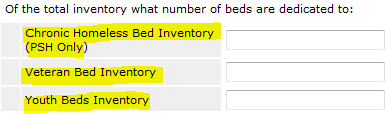 Of the total inventory what number of beds are dedicated to:
Chronic Homeless Bed Inventory
(PSH Only)
Veteran Bed Inventory
Youth Beds Inventory